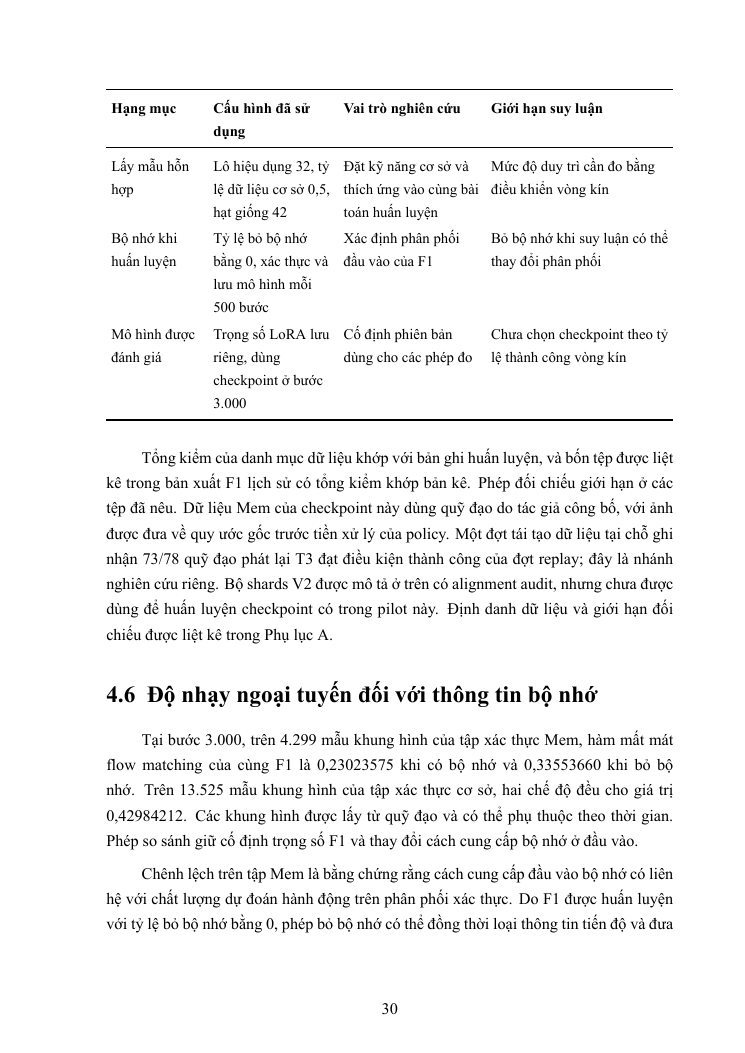 Hạng mục Cấu hình đã sử Vai trò nghiên cứu Giới hạn suy luận
dụng
Lấy mẫu hỗn Lô hiệu dụng 32, tỷ Đặt kỹ năng cơ sở và Mức độ duy trì cần đo bằng
hợp lệ dữ liệu cơ sở 0,5, thích ứng vào cùng bài điều khiển vòng kín
hạt giống 42 toán huấn luyện
Bộ nhớ khi Tỷ lệ bỏ bộ nhớ Xác định phân phối Bỏ bộ nhớ khi suy luận có thể
huấn luyện bằng 0, xác thực và đầu vào của F1 thay đổi phân phối
lưu mô hình mỗi
500 bước
Mô hình được Trọng số LoRA lưu Cố định phiên bản Chưa chọn checkpoint theo tỷ
đánh giá riêng, dùng dùng cho các phép đo lệ thành công vòng kín
checkpoint ở bước
3.000
Tổng kiểm của danh mục dữ liệu khớp với bản ghi huấn luyện, và bốn tệp được liệt
kê trong bản xuất F1 lịch sử có tổng kiểm khớp bản kê. Phép đối chiếu giới hạn ở các
tệp đã nêu. Dữ liệu Mem của checkpoint này dùng quỹ đạo do tác giả công bố, với ảnh
được đưa về quy ước gốc trước tiền xử lý của policy. Một đợt tái tạo dữ liệu tại chỗ ghi
nhận 73/78 quỹ đạo phát lại T3 đạt điều kiện thành công của đợt replay; đây là nhánh
nghiên cứu riêng. Bộ shards V2 được mô tả ở trên có alignment audit, nhưng chưa được
dùng để huấn luyện checkpoint có trong pilot này. Định danh dữ liệu và giới hạn đối
chiếu được liệt kê trong Phụ lục A.
4.6 Độ nhạy ngoại tuyến đối với thông tin bộ nhớ
Tại bước 3.000, trên 4.299 mẫu khung hình của tập xác thực Mem, hàm mất mát
flow matching của cùng F1 là 0,23023575 khi có bộ nhớ và 0,33553660 khi bỏ bộ
nhớ. Trên 13.525 mẫu khung hình của tập xác thực cơ sở, hai chế độ đều cho giá trị
0,42984212. Các khung hình được lấy từ quỹ đạo và có thể phụ thuộc theo thời gian.
Phép so sánh giữ cố định trọng số F1 và thay đổi cách cung cấp bộ nhớ ở đầu vào.
Chênh lệch trên tập Mem là bằng chứng rằng cách cung cấp đầu vào bộ nhớ có liên
hệ với chất lượng dự đoán hành động trên phân phối xác thực. Do F1 được huấn luyện
với tỷ lệ bỏ bộ nhớ bằng 0, phép bỏ bộ nhớ có thể đồng thời loại thông tin tiến độ và đưa
30